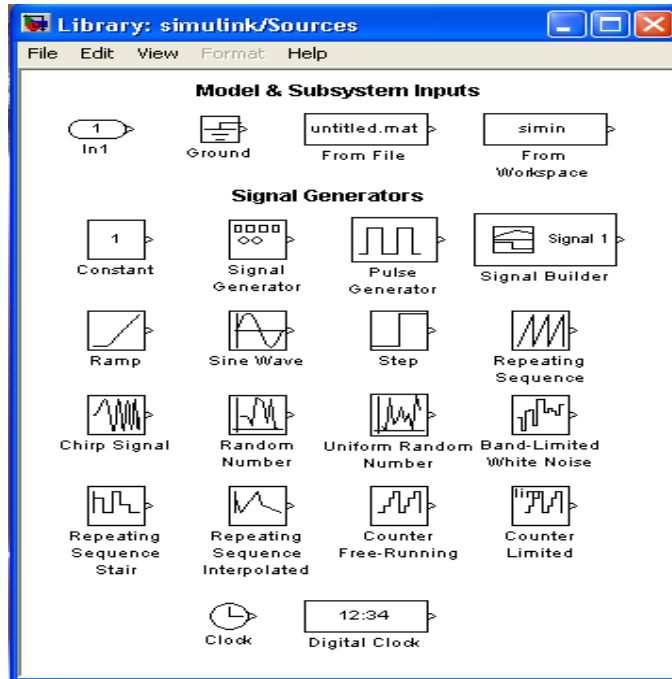 Library: simulink/Sources
File Edit View Format Help
Model & Subsystem Inputs
1
In1
Ground
untitled.mat
From File
simin
From
Workspace
Signal Generators
1
Constant
Signal
Generator
Pulse
Generator
Signal 1
Signal Builder
Ramp
Sine Wave
Step
Repeating
Sequence
Chirp Signal
Random
Number
Uniform Random
Number
Band-Limited
White Noise
Repeating
Sequence
Stair
Repeating
Sequence
Interpolated
Counter
Free-Running
Counter
Limited
Clock
12:34
Digital Clock